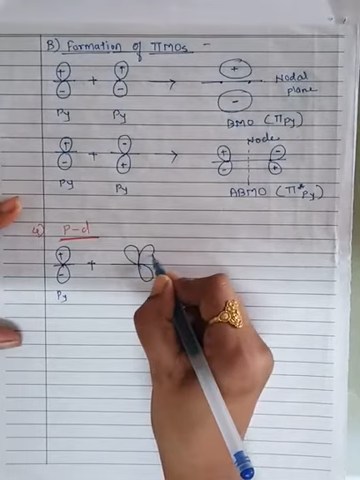 B) Formation of ΠMOs -
+ + + → + Nodal plane
- - -
Py Py BMO (Πpy)
Node
+ + - → + -
- + - +
Py Py ABMO (Π*py)
4) P-d
+ +
-
Py